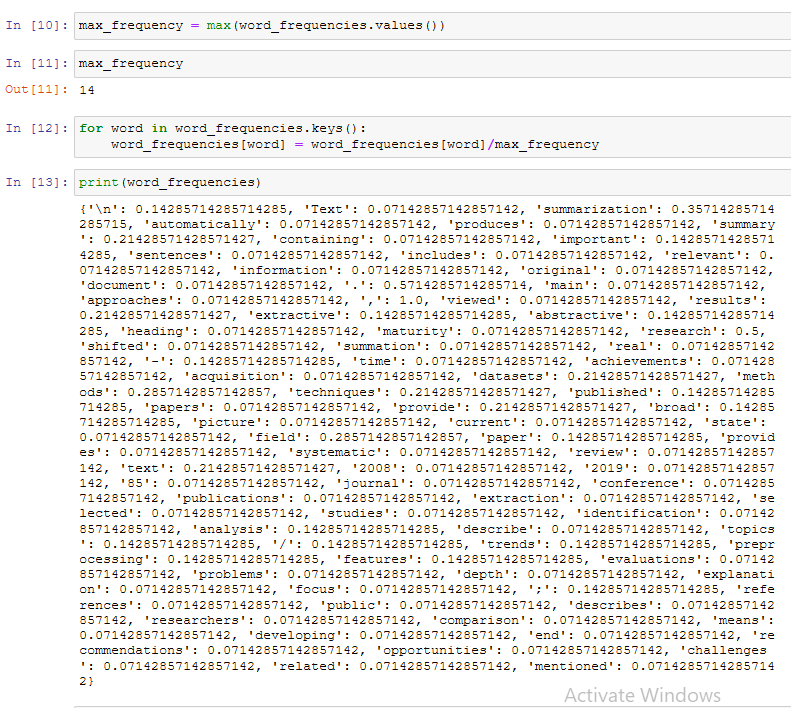 In [10]: max_frequency = max(word_frequencies.values())
In [11]: max_frequency
Out[11]: 14
In [12]: for word in word_frequencies.keys():
    word_frequencies[word] = word_frequencies[word]/max_frequency
In [13]: print(word_frequencies)
{'\n': 0.14285714285714285, 'Text': 0.07142857142857142, 'summarization': 0.35714285714
285715, 'automatically': 0.07142857142857142, 'produces': 0.07142857142857142, 'summary
': 0.21428571428571427, 'containing': 0.07142857142857142, 'important': 0.1428571428571
4285, 'sentences': 0.07142857142857142, 'includes': 0.07142857142857142, 'relevant': 0.
07142857142857142, 'information': 0.07142857142857142, 'original': 0.07142857142857142,
'document': 0.07142857142857142, '.': 0.5714285714285714, 'main': 0.07142857142857142,
'approaches': 0.07142857142857142, ',': 1.0, 'viewed': 0.07142857142857142, 'results':
0.21428571428571427, 'extractive': 0.14285714285714285, 'abstractive': 0.14285714285714
285, 'heading': 0.07142857142857142, 'maturity': 0.07142857142857142, 'research': 0.5,
'shifted': 0.07142857142857142, 'summation': 0.07142857142857142, 'real': 0.07142857142
857142, '-': 0.14285714285714285, 'time': 0.07142857142857142, 'achievements': 0.071428
57142857142, 'acquisition': 0.07142857142857142, 'datasets': 0.21428571428571427, 'meth
ods': 0.2857142857142857, 'techniques': 0.21428571428571427, 'published': 0.14285714285
714285, 'papers': 0.07142857142857142, 'provide': 0.21428571428571427, 'broad': 0.14285
714285714285, 'picture': 0.07142857142857142, 'current': 0.07142857142857142, 'state':
0.07142857142857142, 'field': 0.2857142857142857, 'paper': 0.14285714285714285, 'provid
es': 0.07142857142857142, 'systematic': 0.07142857142857142, 'review': 0.07142857142857
142, 'text': 0.21428571428571427, '2008': 0.07142857142857142, '2019': 0.07142857142857
142, '85': 0.07142857142857142, 'journal': 0.07142857142857142, 'conference': 0.0714285
7142857142, 'publications': 0.07142857142857142, 'extraction': 0.07142857142857142, 'se
lected': 0.07142857142857142, 'studies': 0.07142857142857142, 'identification': 0.07142
857142857142, 'analysis': 0.14285714285714285, 'describe': 0.07142857142857142, 'topics
': 0.14285714285714285, '/': 0.14285714285714285, 'trends': 0.14285714285714285, 'prepr
ocessing': 0.14285714285714285, 'features': 0.14285714285714285, 'evaluations': 0.07142
857142857142, 'problems': 0.07142857142857142, 'depth': 0.07142857142857142, 'explanati
on': 0.07142857142857142, 'focus': 0.07142857142857142, ';': 0.14285714285714285, 'refe
rences': 0.07142857142857142, 'public': 0.07142857142857142, 'describes': 0.07142857142
857142, 'researchers': 0.07142857142857142, 'comparison': 0.07142857142857142, 'means':
0.07142857142857142, 'developing': 0.07142857142857142, 'end': 0.07142857142857142, 're
commendations': 0.07142857142857142, 'opportunities': 0.07142857142857142, 'challenges
': 0.07142857142857142, 'related': 0.07142857142857142, 'mentioned': 0.0714285714285714
2}
Activate Windows